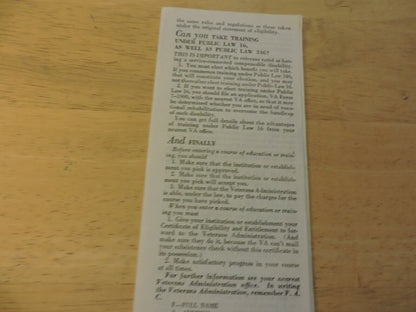 the same rules and regulations as those taken
under the original statement of eligibility.
Can you TAKE TRAINING
UNDER PUBLIC LAW 16,
AS WELL AS PUBLIC LAW 346?
THIS IS IMPORTANT to veterans rated as hav-
ing a service-connected compensable disability.
1. You must elect which benefit you will take.
If you commence training under Public Law 346,
that will constitute your election, and you may
not thereafter elect training under Public Law 16.
2. If you want to elect training under Public
Law 16, you should file an application, VA Form
7-1900, with the nearest VA office, so that it may
be determined whether you are in need of voca-
tional rehabilitation to overcome the handicap
of such disability.
You can get full details about the advantages
of training under Public Law 16 from your
nearest VA office.
And FINALLY
Before entering a course of education or train-
ing, you should
1. Make sure that the institution or establish-
ment you pick is approved.
2. Make sure that the institution or establish-
ment you pick will accept you.
3. Make sure that the Veterans Administration
is able, under the law, to pay the charges for the
course you have picked.
When you enter a course of education or train-
ing you must
1. Give your institution or establishment your
Certificate of Eligibility and Entitlement to for-
ward to the Veterans Administration. (And
make sure they do it, because the VA can't mail
your subsistence check without this certificate in
its possession.)
2. Make satisfactory progress in your course
at all times.
For further information see your nearest
Veterans Administration office. In writing
the Veterans Administration, remember F. A.
C.
F—FULL NAME